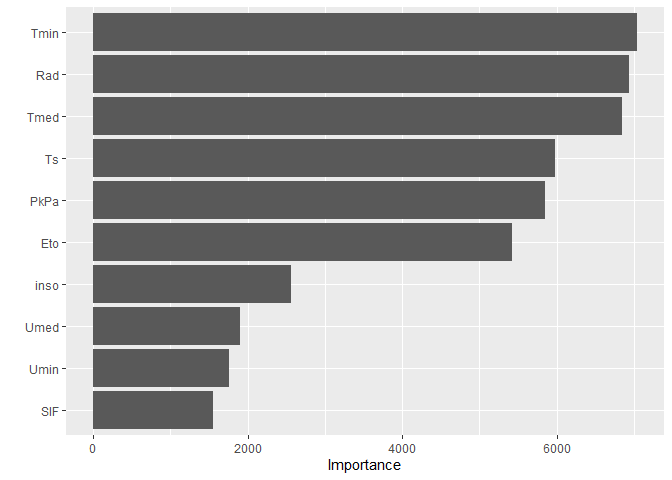 Tmin
Rad
Tmed
Ts
PkPa
Eto
inso
Umed
Umin
SIF
0 2000 4000 6000
Importance